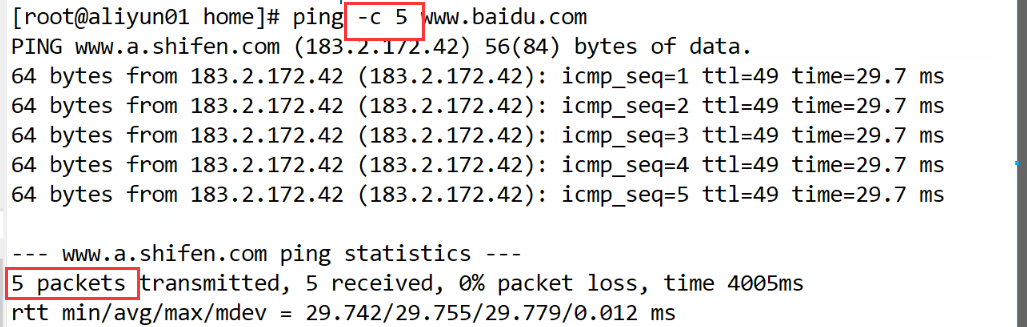 [root@aliyun01 home]# ping -c 5 www.baidu.com
PING www.a.shifen.com (183.2.172.42) 56(84) bytes of data.
64 bytes from 183.2.172.42 (183.2.172.42): icmp_seq=1 ttl=49 time=29.7 ms
64 bytes from 183.2.172.42 (183.2.172.42): icmp_seq=2 ttl=49 time=29.7 ms
64 bytes from 183.2.172.42 (183.2.172.42): icmp_seq=3 ttl=49 time=29.7 ms
64 bytes from 183.2.172.42 (183.2.172.42): icmp_seq=4 ttl=49 time=29.7 ms
64 bytes from 183.2.172.42 (183.2.172.42): icmp_seq=5 ttl=49 time=29.7 ms
--- www.a.shifen.com ping statistics ---
5 packets transmitted, 5 received, 0% packet loss, time 4005ms
rtt min/avg/max/mdev = 29.742/29.755/29.779/0.012 ms